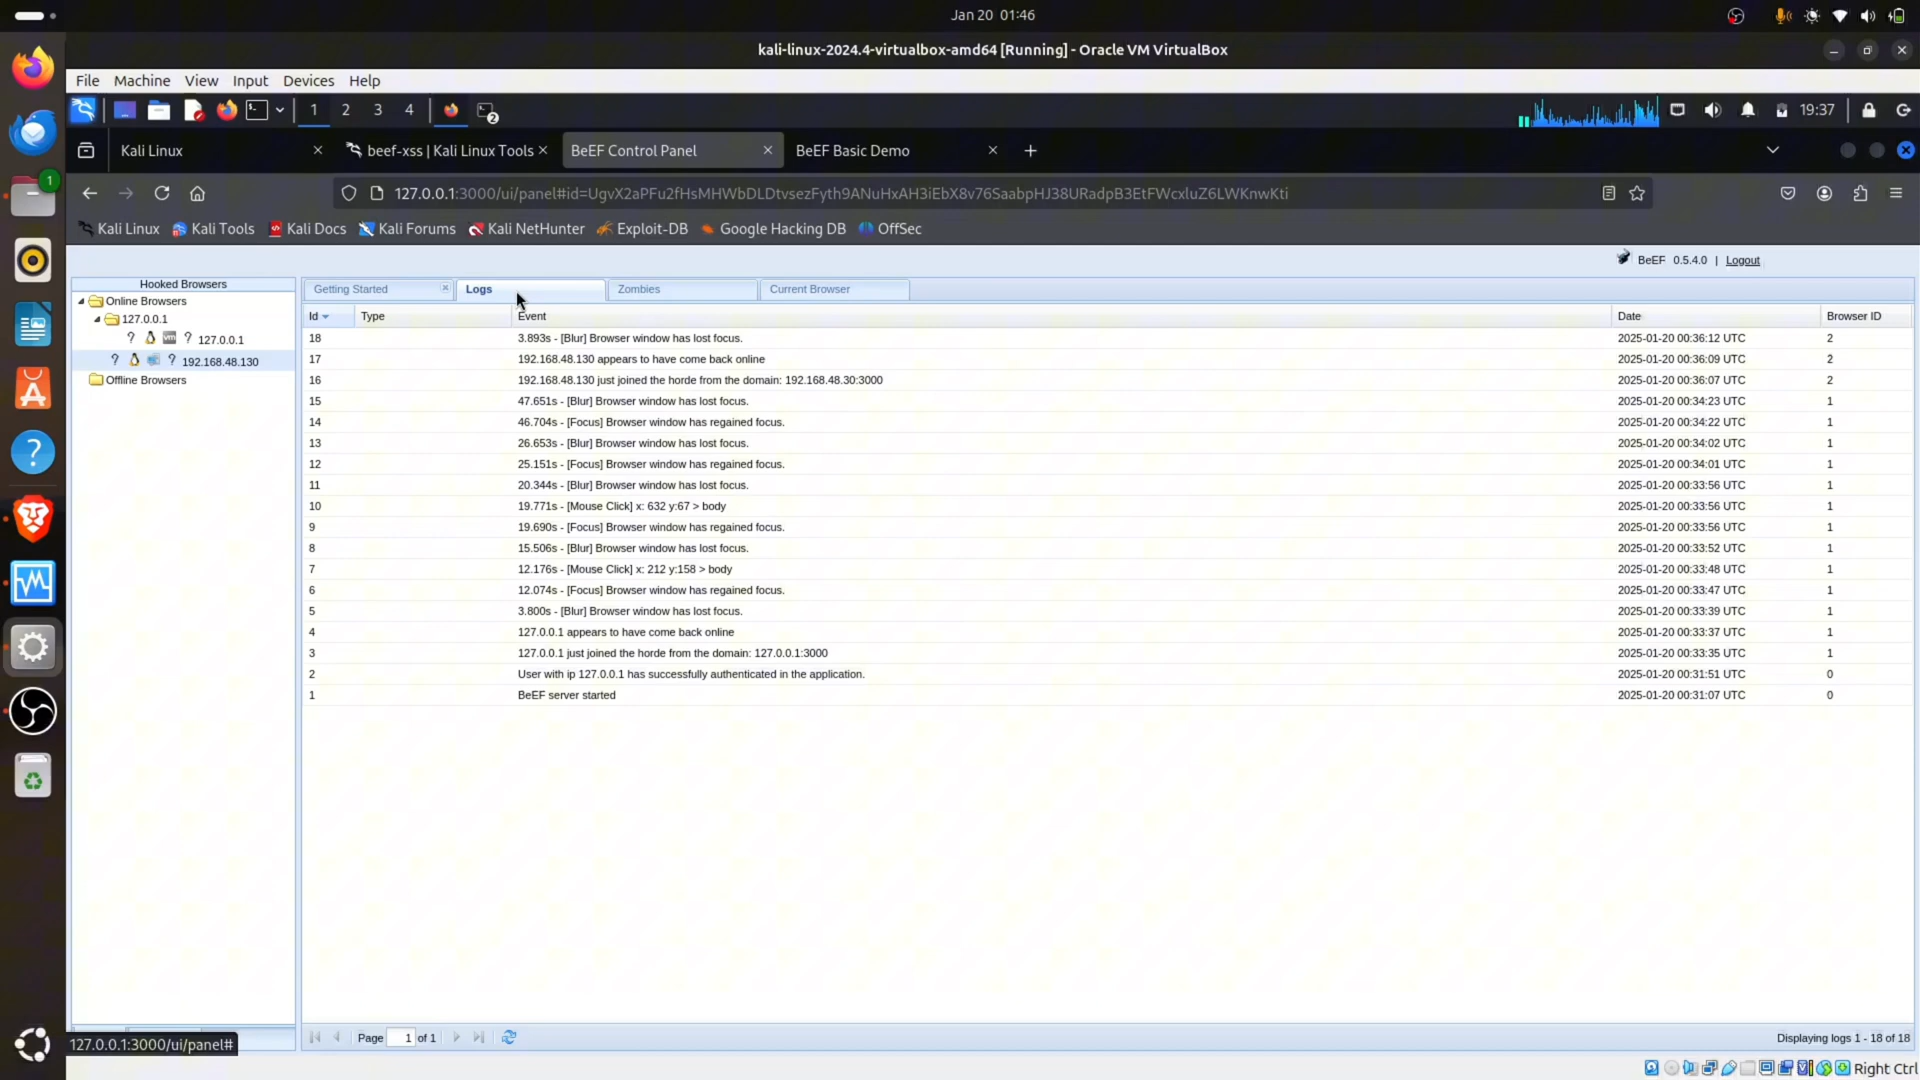 Jan 20 01:46
kali-linux-2024.4-virtualbox-amd64 [Running] - Oracle VM VirtualBox
File Machine View Input Devices Help
1 2 3 4 2 19:37
Kali Linux beef-xss | Kali Linux Tools BeEF Control Panel BeEF Basic Demo
127.0.0.1:3000/ui/panel#id=UgvX2aPFu2fHsMHWbDLDtvsezFyth9ANuHxAH3iEbX8v76SaabpHJ38URadpB3EtFWcxluZ6LWKnwKti
Kali Linux Kali Tools Kali Docs Kali Forums Kali NetHunter Exploit-DB Google Hacking DB OffSec
BeEF 0.5.4.0 | Logout
Hooked Browsers
Online Browsers
127.0.0.1
? vm ? 127.0.0.1
? ? 192.168.48.130
Offline Browsers
Getting Started Logs Zombies Current Browser
Id Type Event Date Browser ID
18 3.893s - [Blur] Browser window has lost focus. 2025-01-20 00:36:12 UTC 2
17 192.168.48.130 appears to have come back online 2025-01-20 00:36:09 UTC 2
16 192.168.48.130 just joined the horde from the domain: 192.168.48.30:3000 2025-01-20 00:36:07 UTC 2
15 47.651s - [Blur] Browser window has lost focus. 2025-01-20 00:34:23 UTC 1
14 46.704s - [Focus] Browser window has regained focus. 2025-01-20 00:34:22 UTC 1
13 26.653s - [Blur] Browser window has lost focus. 2025-01-20 00:34:02 UTC 1
12 25.151s - [Focus] Browser window has regained focus. 2025-01-20 00:34:01 UTC 1
11 20.344s - [Blur] Browser window has lost focus. 2025-01-20 00:33:56 UTC 1
10 19.771s - [Mouse Click] x: 632 y:67 > body 2025-01-20 00:33:56 UTC 1
9 19.690s - [Focus] Browser window has regained focus. 2025-01-20 00:33:56 UTC 1
8 15.506s - [Blur] Browser window has lost focus. 2025-01-20 00:33:52 UTC 1
7 12.176s - [Mouse Click] x: 212 y:158 > body 2025-01-20 00:33:48 UTC 1
6 12.074s - [Focus] Browser window has regained focus. 2025-01-20 00:33:47 UTC 1
5 3.800s - [Blur] Browser window has lost focus. 2025-01-20 00:33:39 UTC 1
4 127.0.0.1 appears to have come back online 2025-01-20 00:33:37 UTC 1
3 127.0.0.1 just joined the horde from the domain: 127.0.0.1:3000 2025-01-20 00:33:35 UTC 1
2 User with ip 127.0.0.1 has successfully authenticated in the application. 2025-01-20 00:31:51 UTC 0
1 BeEF server started 2025-01-20 00:31:07 UTC 0
Page 1 of 1 Displaying logs 1 - 18 of 18
127.0.0.1:3000/ui/panel#
Right Ctrl
1